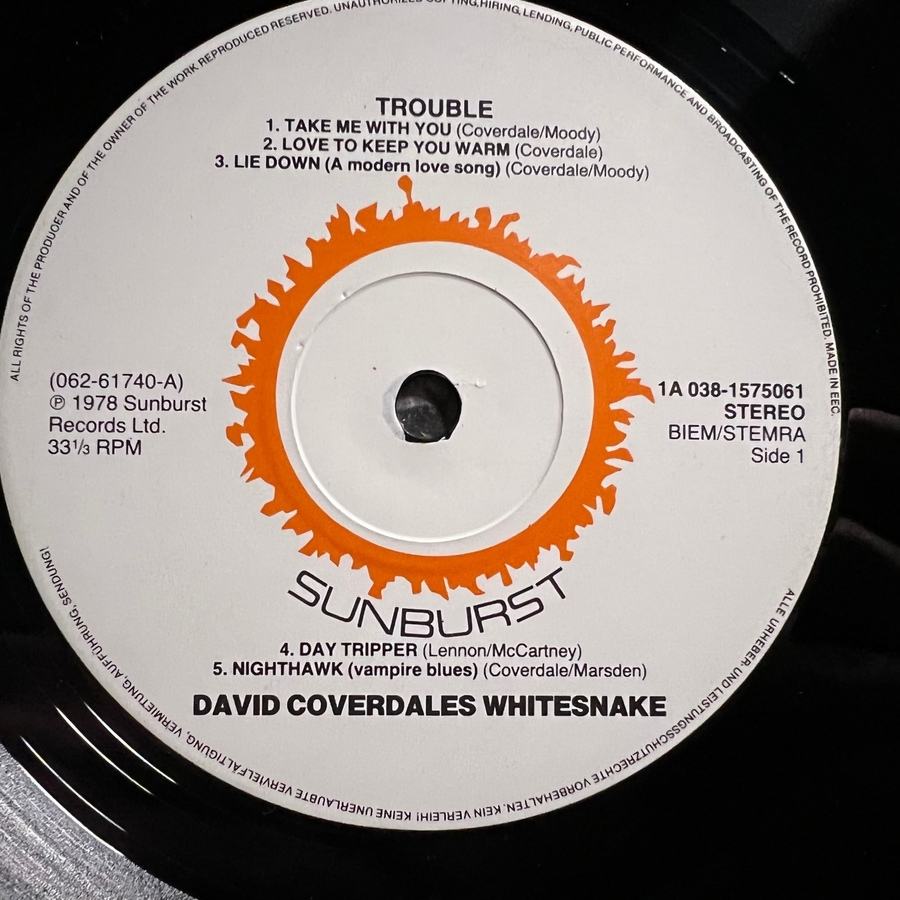 ALL RIGHTS OF THE PRODUCER AND OF THE OWNER OF THE WORK REPRODUCED RESERVED. UNAUTHORIZED COPYING, HIRING, LENDING, PUBLIC PERFORMANCE AND BROADCASTING OF THE RECORD PROHIBITED. MADE IN EEC.
TROUBLE
1. TAKE ME WITH YOU (Coverdale/Moody)
2. LOVE TO KEEP YOU WARM (Coverdale)
3. LIE DOWN (A modern love song) (Coverdale/Moody)
(062-61740-A)
℗ 1978 Sunburst
Records Ltd.
33⅓ RPM
1A 038-1575061
STEREO
BIEM/STEMRA
Side 1
SUNBURST
4. DAY TRIPPER (Lennon/McCartney)
5. NIGHTHAWK (vampire blues) (Coverdale/Marsden)
DAVID COVERDALES WHITESNAKE
ALLE URHEBER- UND LEISTUNGSSCHUTZRECHTE VORBEHALTEN. KEIN VERLEIH! KEINE UNERLAUBTE VERVIELFÄLTIGUNG, VERMIETUNG, AUFFÜHRUNG, SENDUNG!